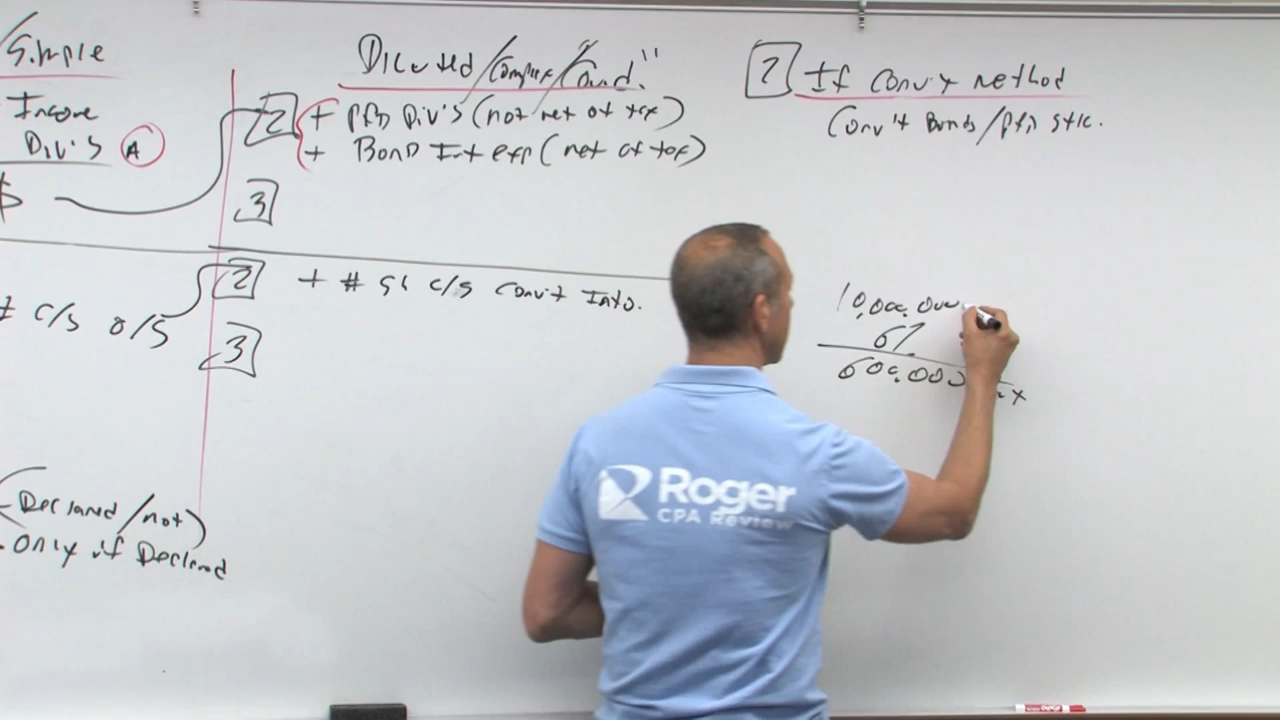 /Simple
Income
Div's A
$
# c/s o/s
(Declared/not)
- Only if Declared
Diluted/Complex/Cond."
2 + pfd Div's (not net of tax)
+ Bond Int exp (net of tax)
3
2 + # sh c/s conv't Into.
3
2 If Conv't method
Conv't Bonds/pfd stk.
10,000,000
6%
600,000
Roger
CPA Review